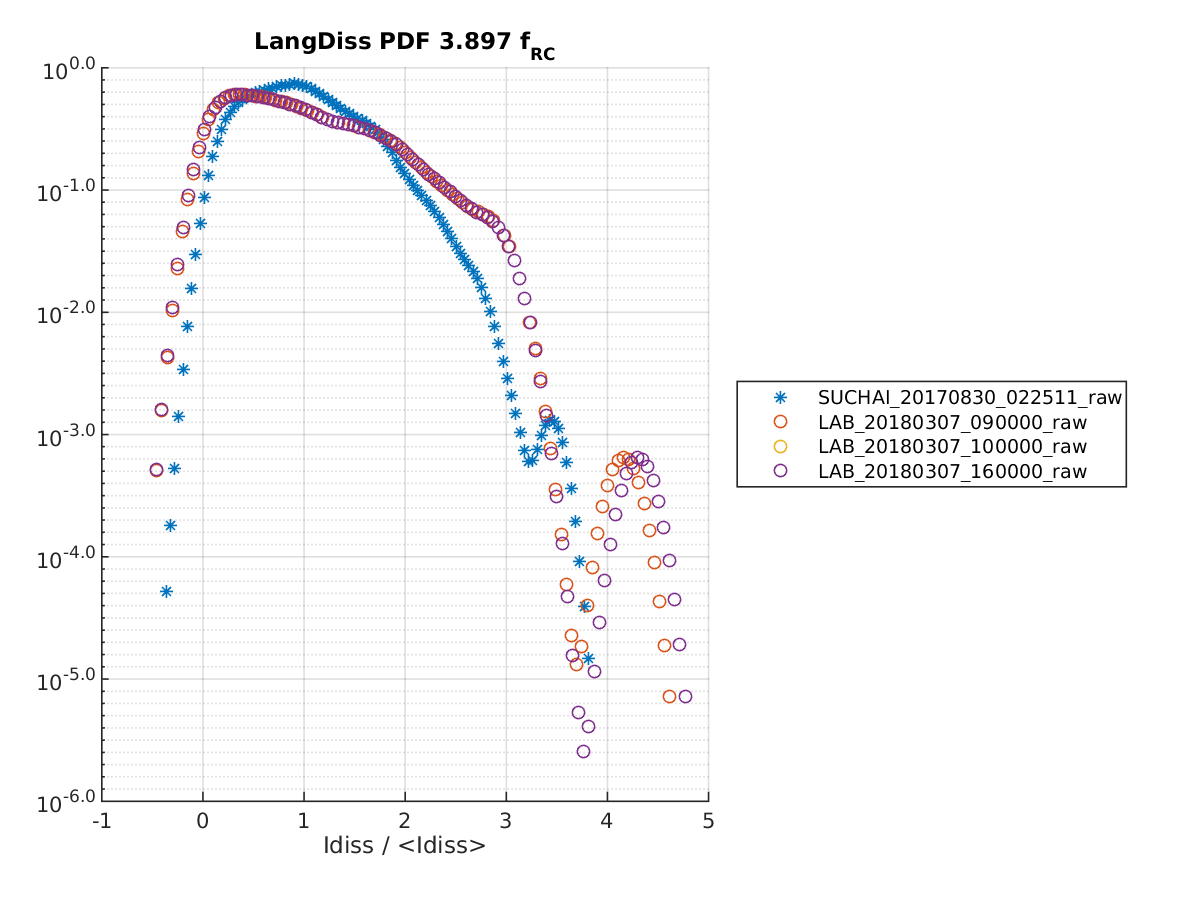 LangDiss PDF 3.897 f_RC
10^0.0
10^-1.0
10^-2.0
10^-3.0
10^-4.0
10^-5.0
10^-6.0
-1 0 1 2 3 4 5
Idiss / <Idiss>
SUCHAI_20170830_022511_raw
LAB_20180307_090000_raw
LAB_20180307_100000_raw
LAB_20180307_160000_raw